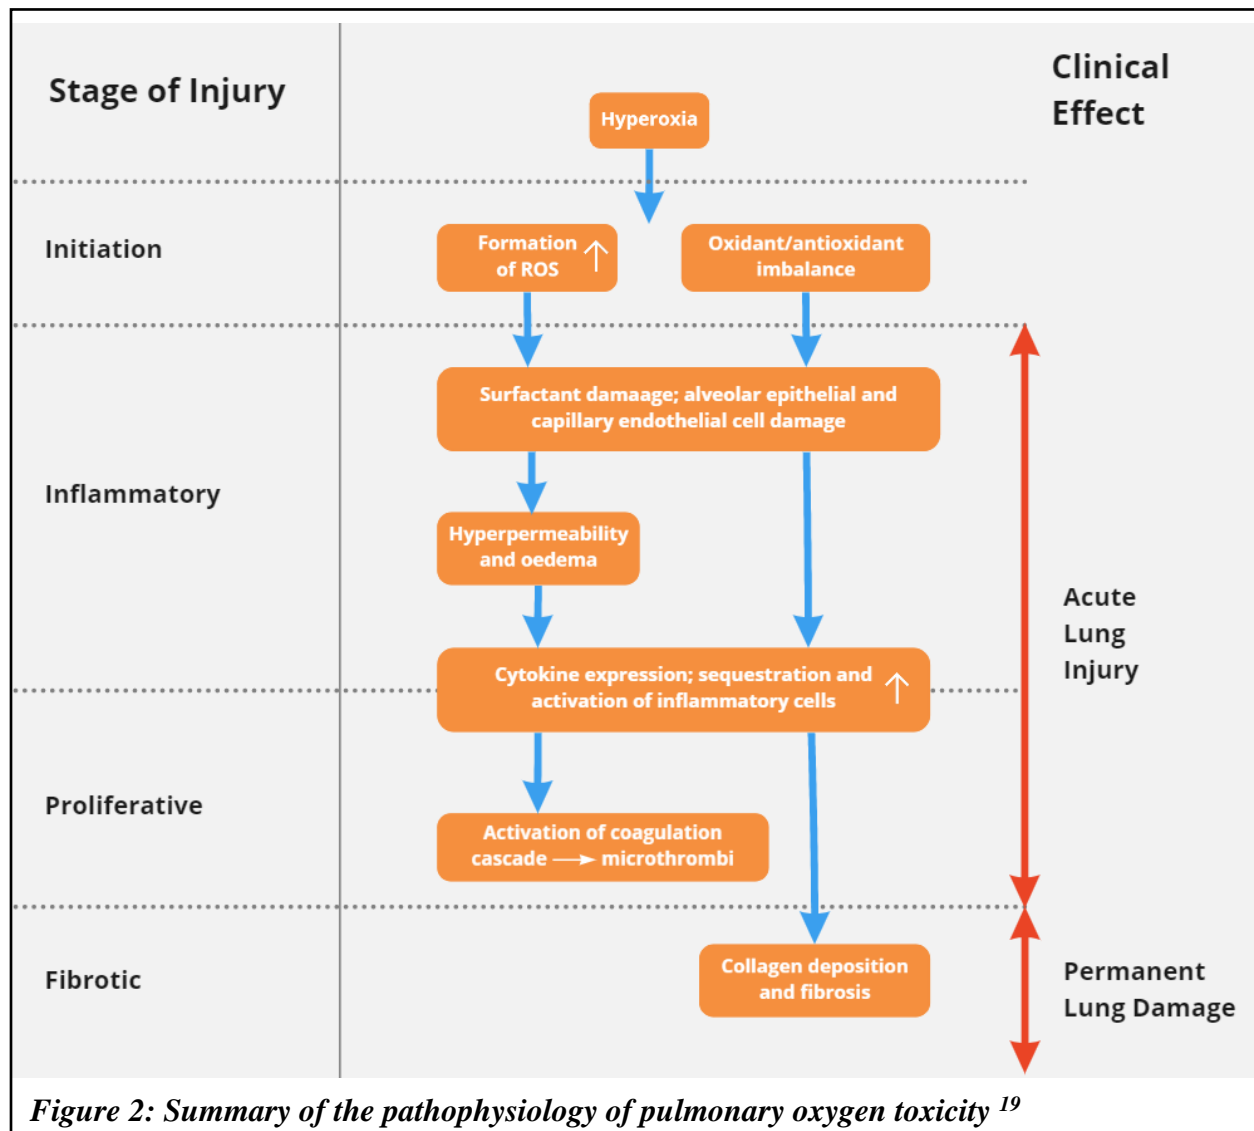 Stage of Injury
Clinical
Effect
Hyperoxia
Initiation
Formation
of ROS ↑
Oxidant/antioxidant
imbalance
Surfactant damaage; alveolar epithelial and
capillary endothelial cell damage
Inflammatory
Hyperpermeability
and oedema
Acute
Lung
Injury
Cytokine expression; sequestration and
activation of inflammatory cells ↑
Proliferative
Activation of coagulation
cascade ⟶ microthrombi
Fibrotic
Collagen deposition
and fibrosis
Permanent
Lung Damage
Figure 2: Summary of the pathophysiology of pulmonary oxygen toxicity 19